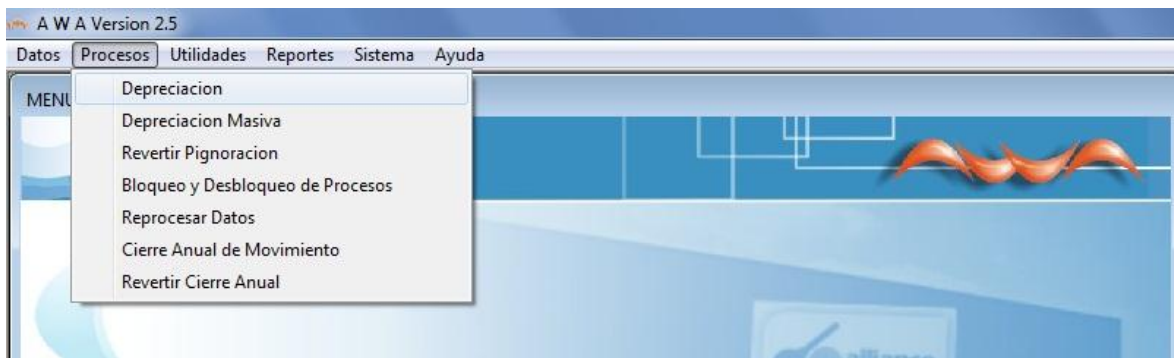 A W A Version 2.5
Datos Procesos Utilidades Reportes Sistema Ayuda
MENU
Depreciacion
Depreciacion Masiva
Revertir Pignoracion
Bloqueo y Desbloqueo de Procesos
Reprocesar Datos
Cierre Anual de Movimiento
Revertir Cierre Anual
alliance